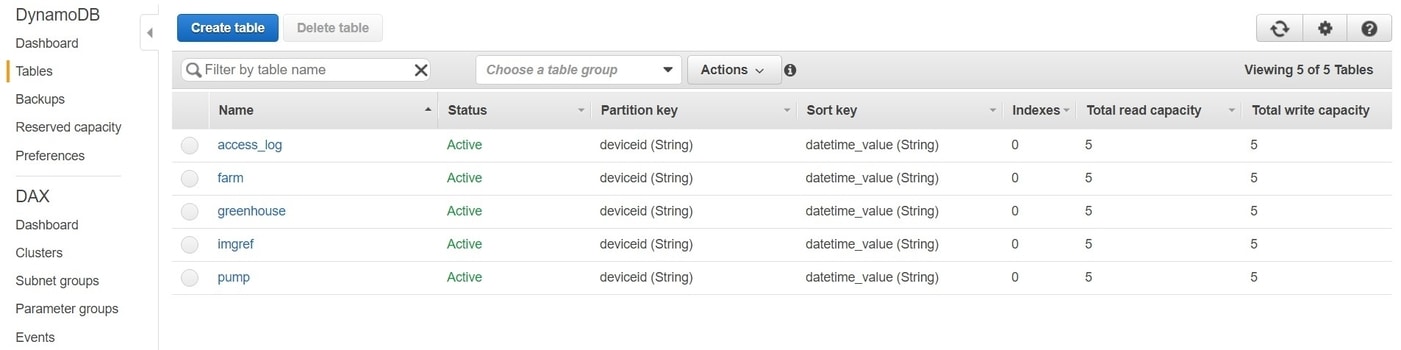 DynamoDB
Dashboard
Tables
Backups
Reserved capacity
Preferences
DAX
Dashboard
Clusters
Subnet groups
Parameter groups
Events
Create table Delete table
Filter by table name Choose a table group Actions Viewing 5 of 5 Tables
Name Status Partition key Sort key Indexes Total read capacity Total write capacity
access_log Active deviceid (String) datetime_value (String) 0 5 5
farm Active deviceid (String) datetime_value (String) 0 5 5
greenhouse Active deviceid (String) datetime_value (String) 0 5 5
imgref Active deviceid (String) datetime_value (String) 0 5 5
pump Active deviceid (String) datetime_value (String) 0 5 5